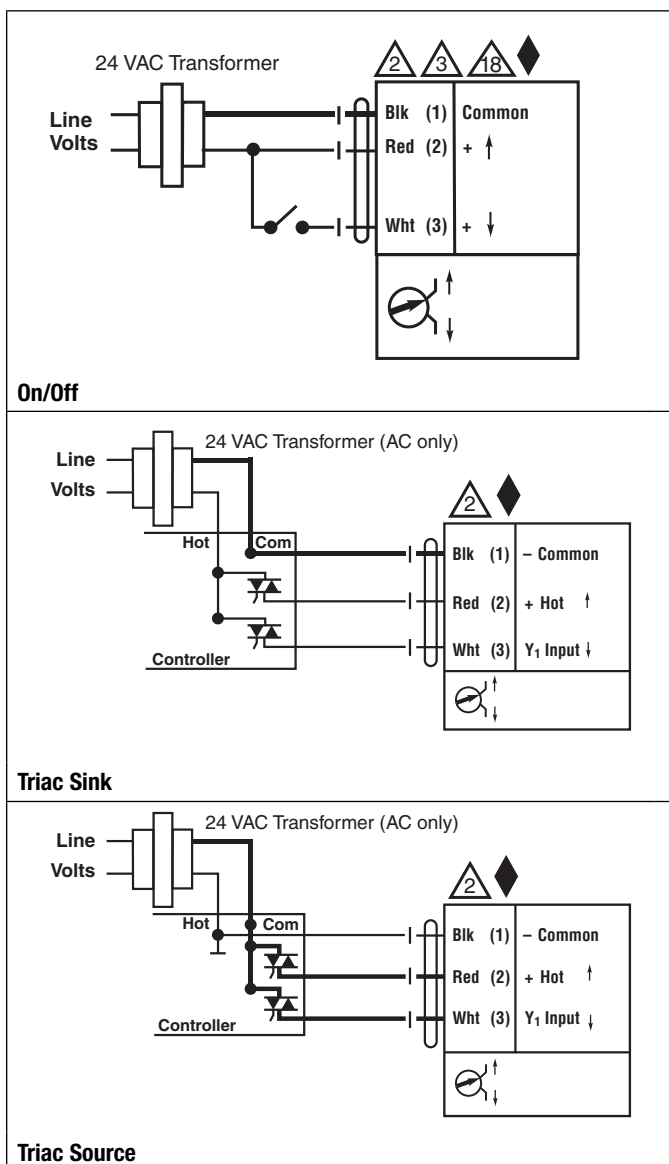 24 VAC Transformer
2 3 18
Line
Volts
Blk (1) Common
Red (2) + ↑
Wht (3) + ↓
On/Off
24 VAC Transformer (AC only)
Line
Volts
2
Hot Com
Blk (1) – Common
Red (2) + Hot ↑
Wht (3) Y₁ Input ↓
Controller
Triac Sink
24 VAC Transformer (AC only)
Line
Volts
2
Hot Com
Blk (1) – Common
Red (2) + Hot ↑
Wht (3) Y₁ Input ↓
Controller
Triac Source